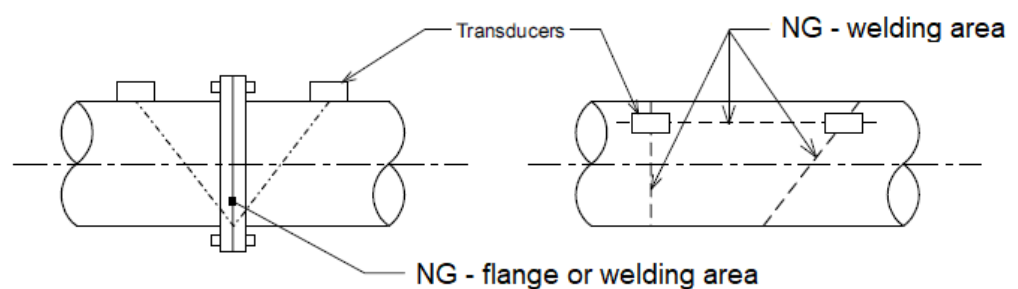 Transducers
NG - welding area
NG - flange or welding area